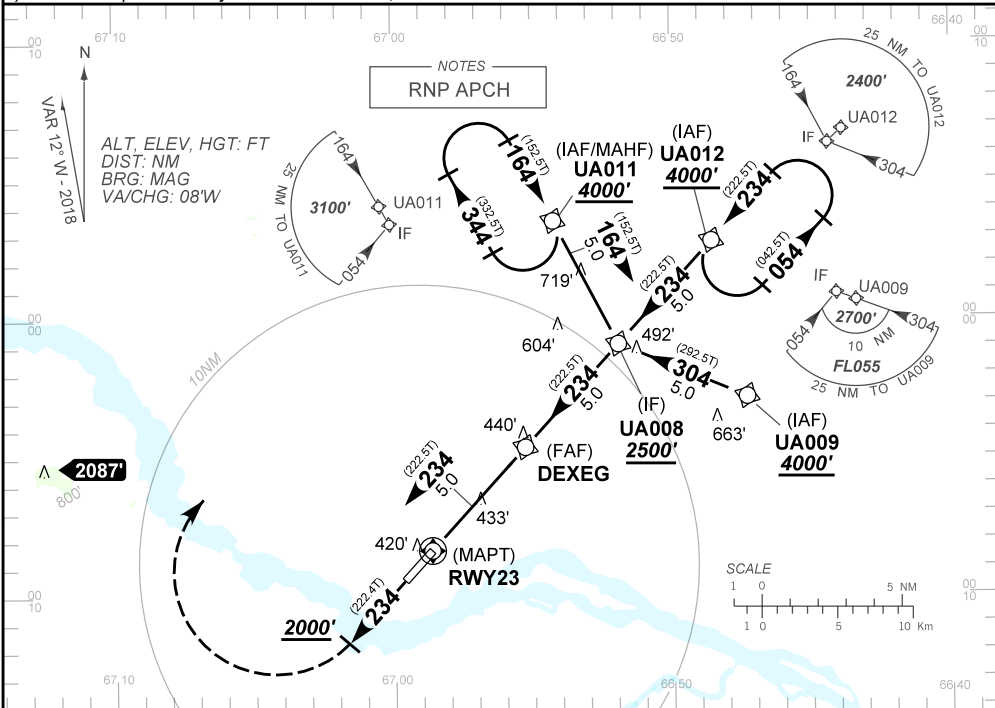 67 10
67 00
66 50
66 40
00
10
00
10
N
VAR 12° W - 2018
ALT, ELEV, HGT: FT
DIST: NM
BRG: MAG
VA/CHG: 08'W
NOTES
RNP APCH
164
3100'
UA011
IF
054
25 NM TO UA011
(152.5T)
164
(332.5T)
344
(IAF/MAHF)
UA011
4000'
(IAF)
UA012
4000'
(222.5T)
234
(042.5T)
054
25 NM TO UA012
164
2400'
UA012
IF
304
(152.5T)
164
5.0
(222.5T)
234
5.0
719'
604'
492'
IF
UA009
2700'
054
304
10 NM
FL055
25 NM TO UA009
00
00
00
00
10NM
(222.5T)
234
5.0
(292.5T)
304
5.0
(IF)
UA008
2500'
663'
(IAF)
UA009
4000'
440'
(FAF)
DEXEG
2087'
800'
(222.5T)
234
5.0
433'
420'
(MAPT)
RWY23
(222.4T)
234
2000'
SCALE
1 0 5 NM
1 0 5 10 Km
00
10
00
10
67 10
67 00
66 50
66 40